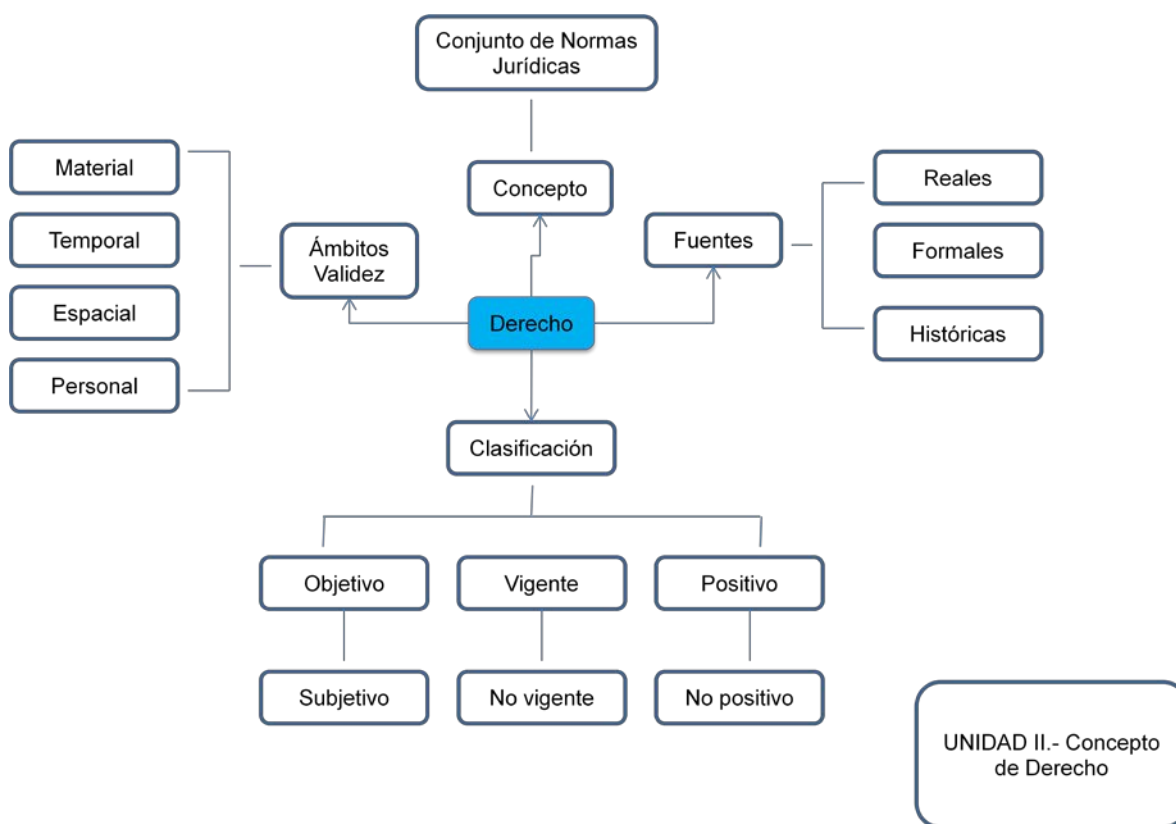 Conjunto de Normas
Jurídicas
Concepto
Material
Temporal
Espacial
Personal
Ámbitos
Validez
Derecho
Fuentes
Reales
Formales
Históricas
Clasificación
Objetivo
Vigente
Positivo
Subjetivo
No vigente
No positivo
UNIDAD II.- Concepto
de Derecho